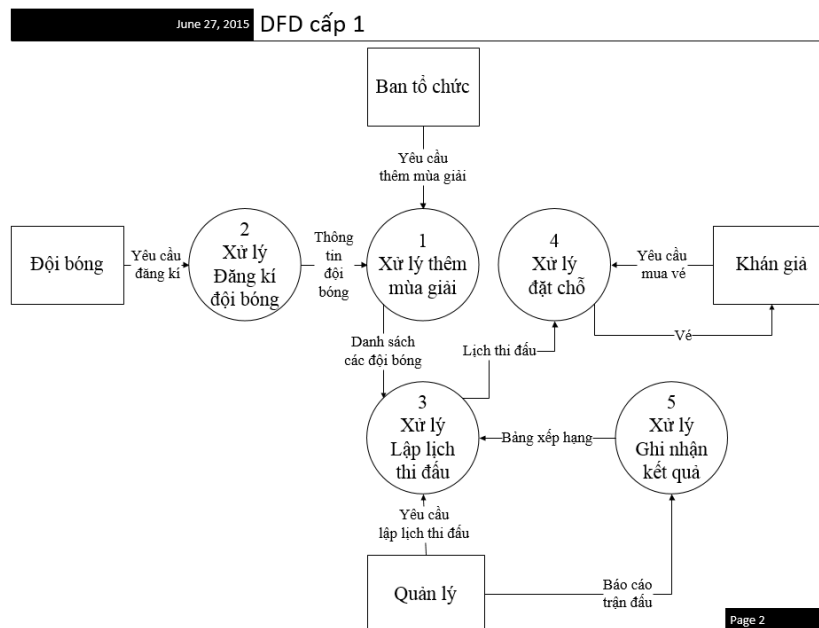 June 27, 2015 DFD cấp 1
Ban tổ chức
Yêu cầu
thêm mùa giải
Đội bóng
Yêu cầu
đăng kí
2
Xử lý
Đăng kí
đội bóng
Thông
tin
đội
bóng
1
Xử lý thêm
mùa giải
4
Xử lý
đặt chỗ
Yêu cầu
mua vé
Khán giả
Vé
Danh sách
các đội bóng
Lịch thi đấu
3
Xử lý
Lập lịch
thi đấu
Bảng xếp hạng
5
Xử lý
Ghi nhận
kết quả
Yêu cầu
lập lịch thi đấu
Quản lý
Báo cáo
trận đấu
Page 2